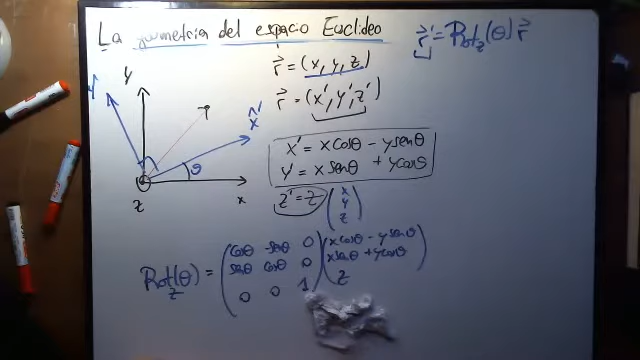 La geometría del espacio Euclideo
r⃗' = Rot_z(θ) r⃗
r⃗ = (x, y, z)
r⃗ = (x', y', z')
y
y'
x̂'
θ
z
x
x' = x cosθ - y senθ
y' = x senθ + y cosθ
z' = z
x
y
z
Rot_z(θ) =
cosθ -senθ 0
senθ cosθ 0
0 0 1
x cosθ - y senθ
x senθ + y cosθ
z